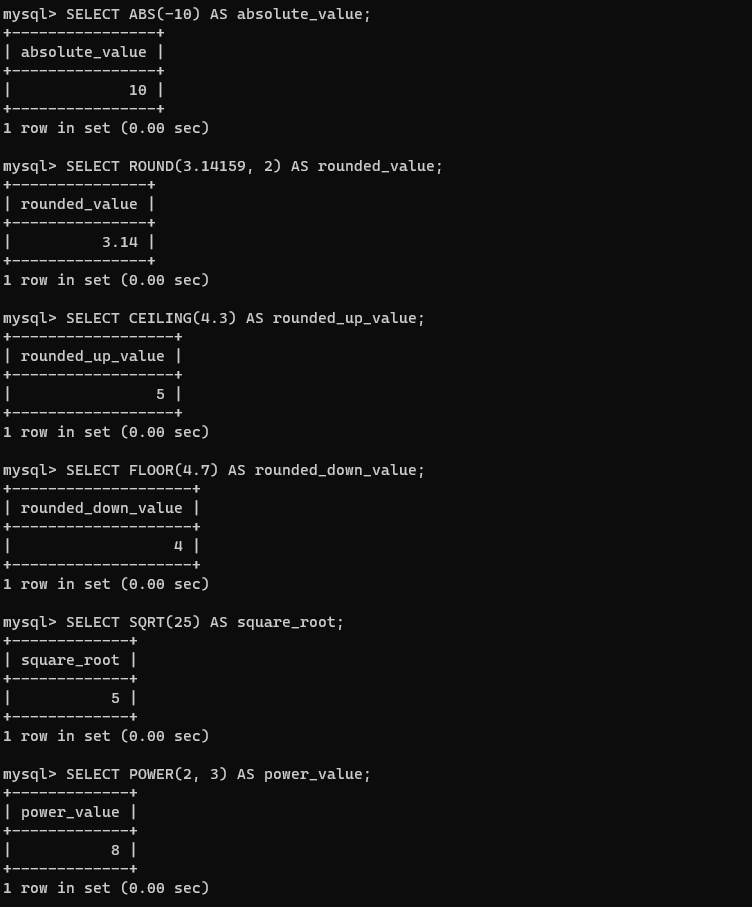 mysql> SELECT ABS(-10) AS absolute_value;
+----------------+
| absolute_value |
+----------------+
|             10 |
+----------------+
1 row in set (0.00 sec)

mysql> SELECT ROUND(3.14159, 2) AS rounded_value;
+---------------+
| rounded_value |
+---------------+
|          3.14 |
+---------------+
1 row in set (0.00 sec)

mysql> SELECT CEILING(4.3) AS rounded_up_value;
+------------------+
| rounded_up_value |
+------------------+
|                5 |
+------------------+
1 row in set (0.00 sec)

mysql> SELECT FLOOR(4.7) AS rounded_down_value;
+--------------------+
| rounded_down_value |
+--------------------+
|                  4 |
+--------------------+
1 row in set (0.00 sec)

mysql> SELECT SQRT(25) AS square_root;
+-------------+
| square_root |
+-------------+
|           5 |
+-------------+
1 row in set (0.00 sec)

mysql> SELECT POWER(2, 3) AS power_value;
+-------------+
| power_value |
+-------------+
|           8 |
+-------------+
1 row in set (0.00 sec)